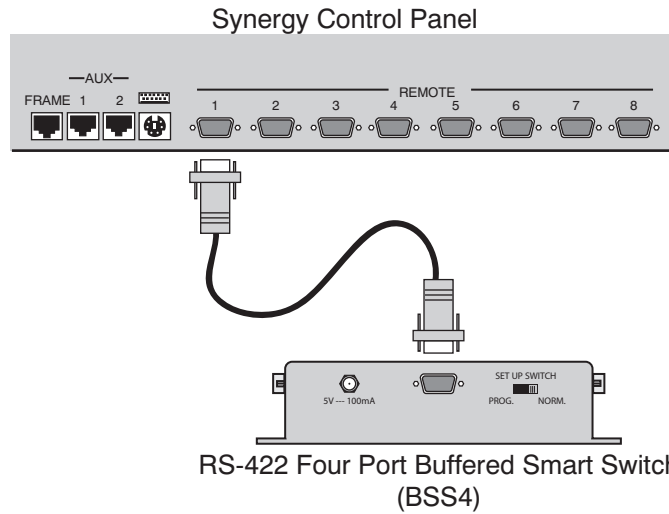 Synergy Control Panel
AUX
REMOTE
FRAME 1 2 1 2 3 4 5 6 7 8
SET UP SWITCH
5V --- 100mA PROG. NORM.
RS-422 Four Port Buffered Smart Switch
(BSS4)